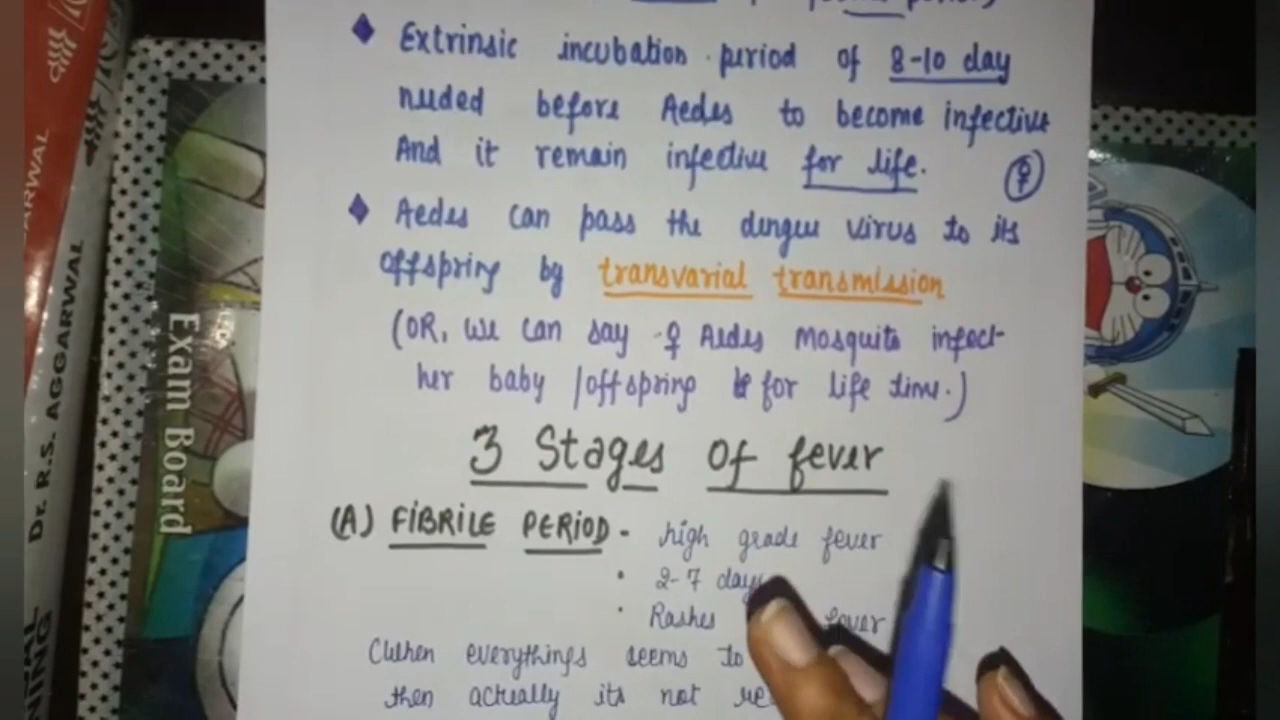 Extrinsic incubation period of 8-10 day
nuded before Aedes to become infective
And it remain infective for life. ♀
Aedes can pass the dengue virus to its
offspring by transvarial transmission
(OR, we can say ♀ Aedes Mosquito infect
her baby /offspring for life time.)
3 Stages of fever
(A) FIBRILE PERIOD - high grade fever
• 2-7 days
• Rashes fever
(When everythings seems to
then actually its not
Exam Board
Dr. R.S. AGGARWAL
ARWAL
NING